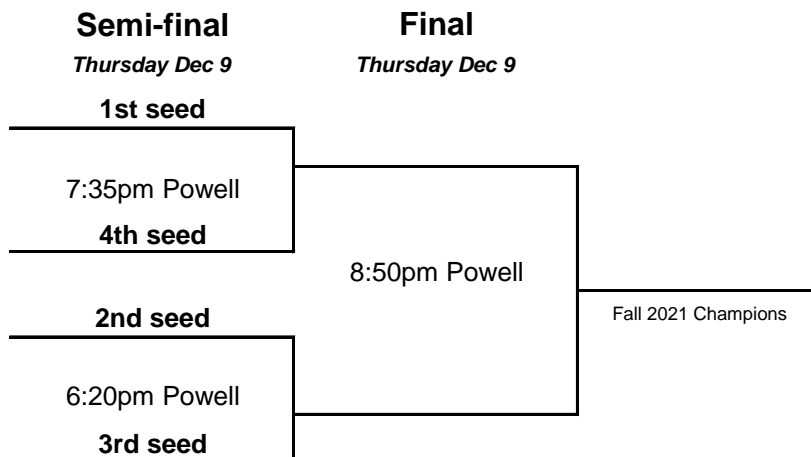 Semi-final
Final
Thursday Dec 9
Thursday Dec 9
1st seed
7:35pm Powell
4th seed
8:50pm Powell
2nd seed
Fall 2021 Champions
6:20pm Powell
3rd seed